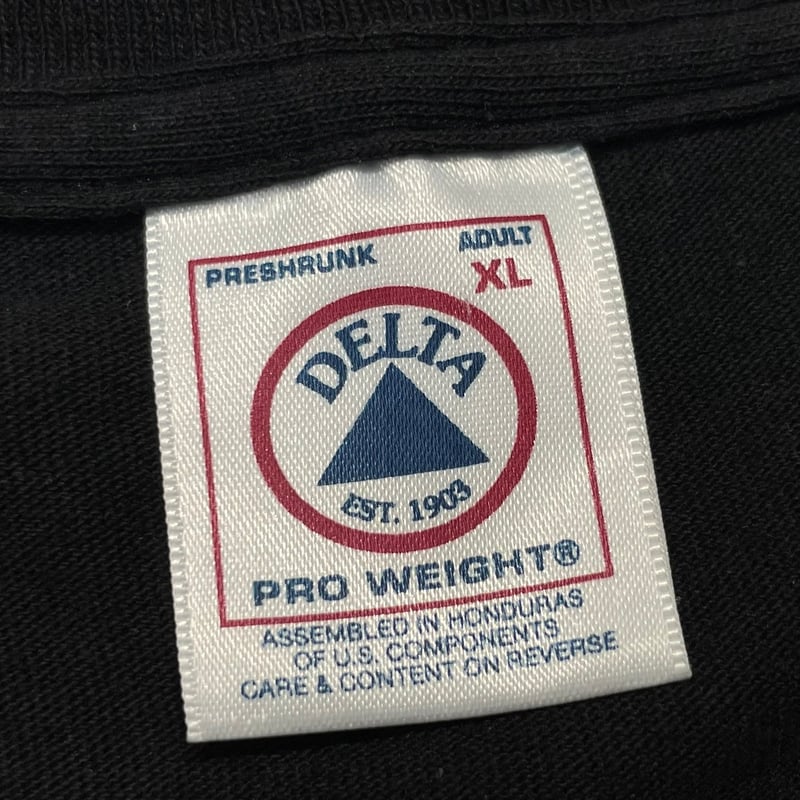 PRESHRUNK
ADULT
XL
DELTA
EST. 1903
PRO WEIGHT®
ASSEMBLED IN HONDURAS
OF U.S. COMPONENTS
CARE & CONTENT ON REVERSE